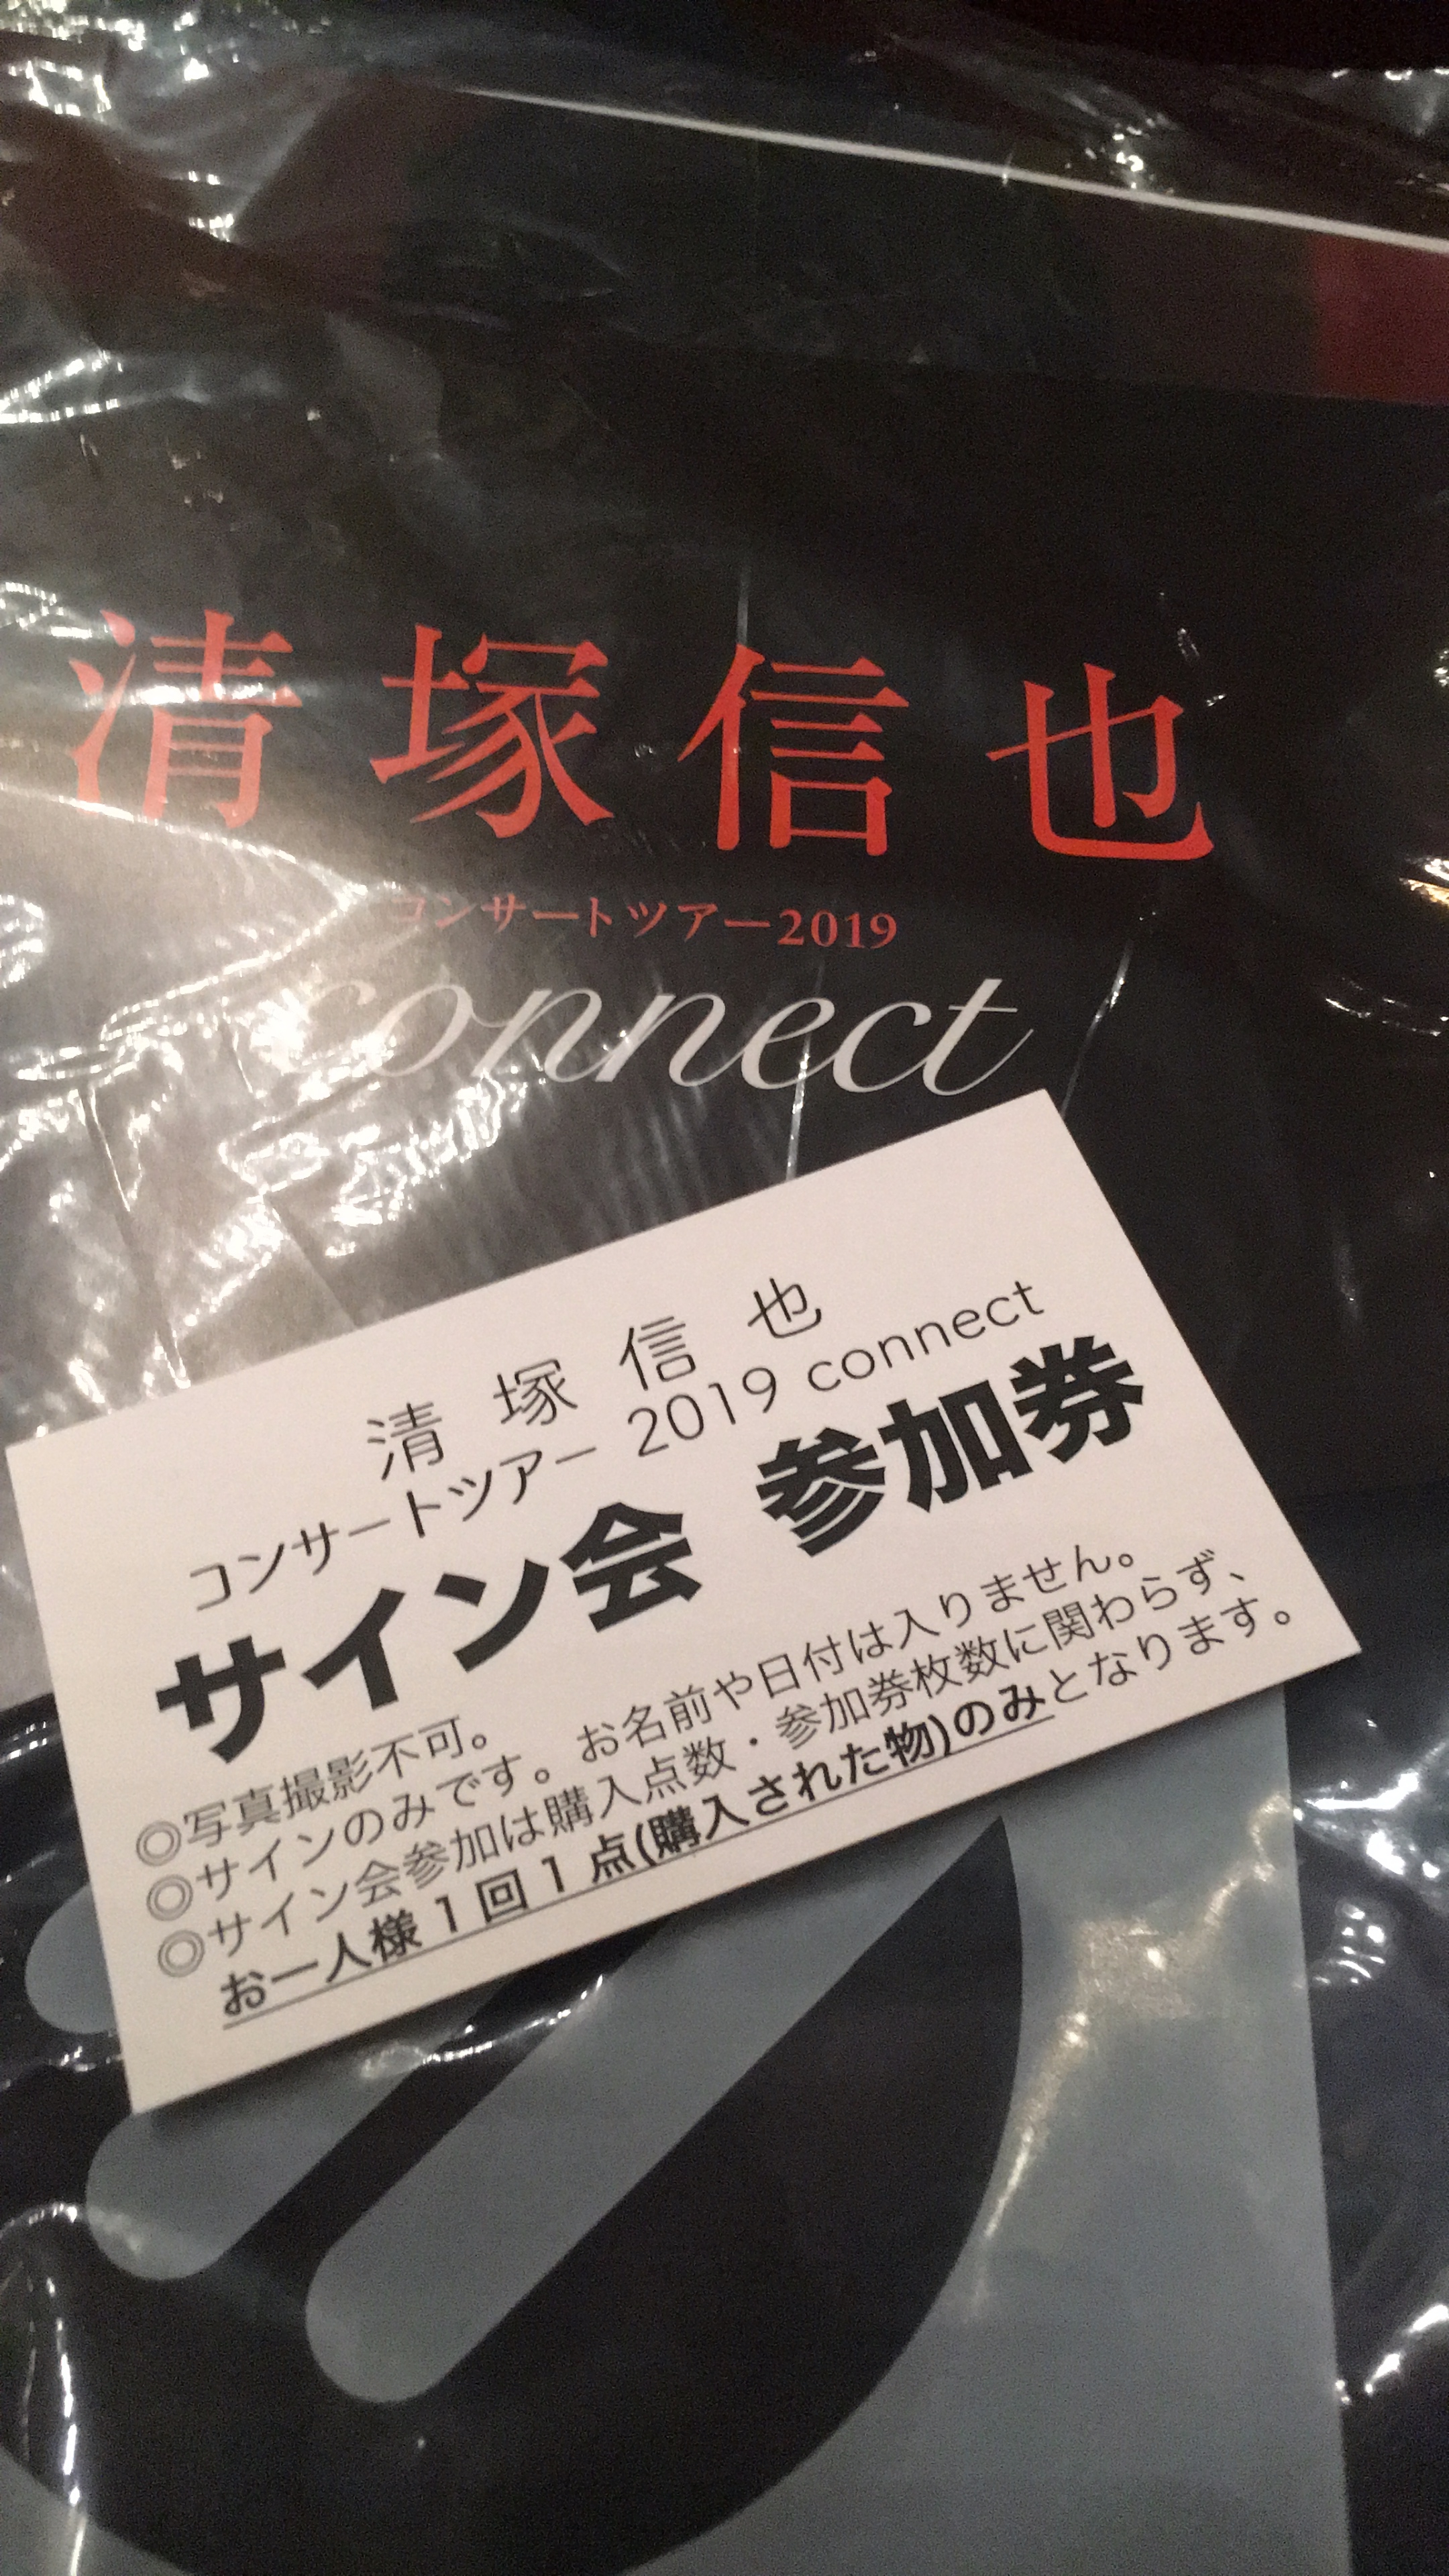 清塚信也
コンサートツアー2019
connect
清塚信也
コンサートツアー 2019 connect
サイン会 参加券
◎写真撮影不可。
◎サインのみです。お名前や日付は入りません。
◎サイン会参加は購入点数・参加券枚数に関わらず、
お一人様1回1点(購入された物)のみとなります。